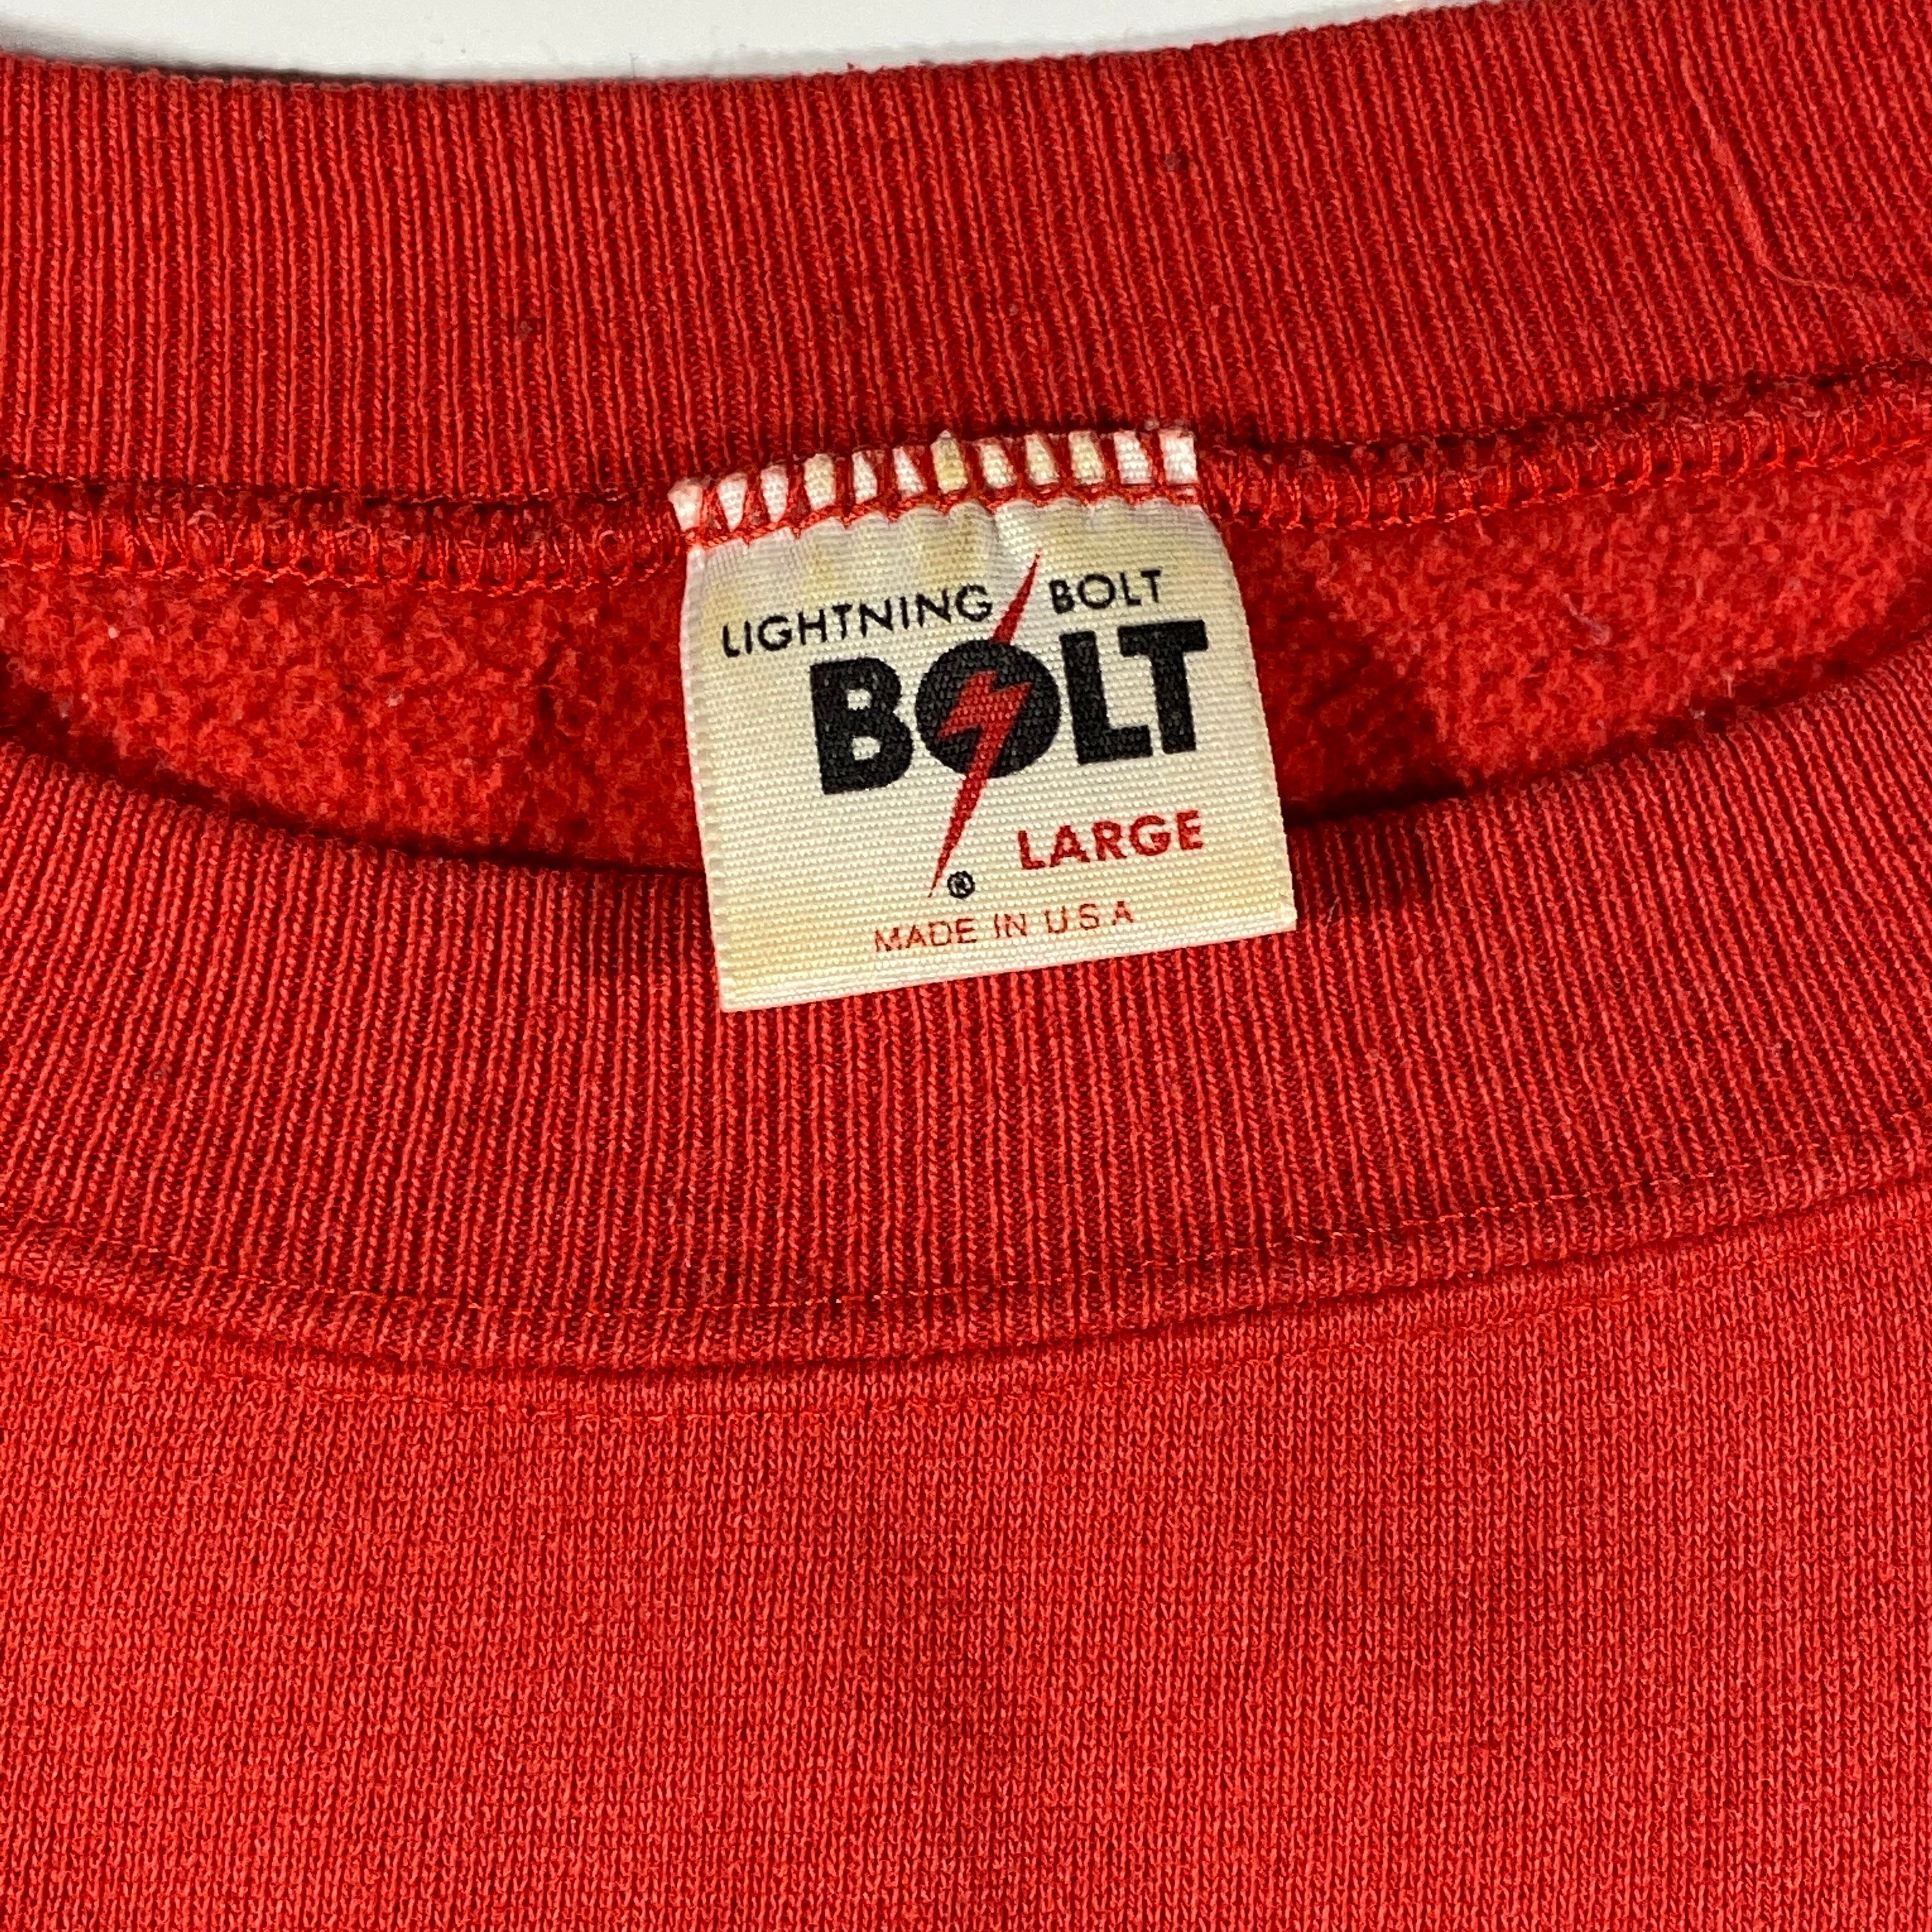 LIGHTNING BOLT
BOLT
LARGE
®
MADE IN U.S.A